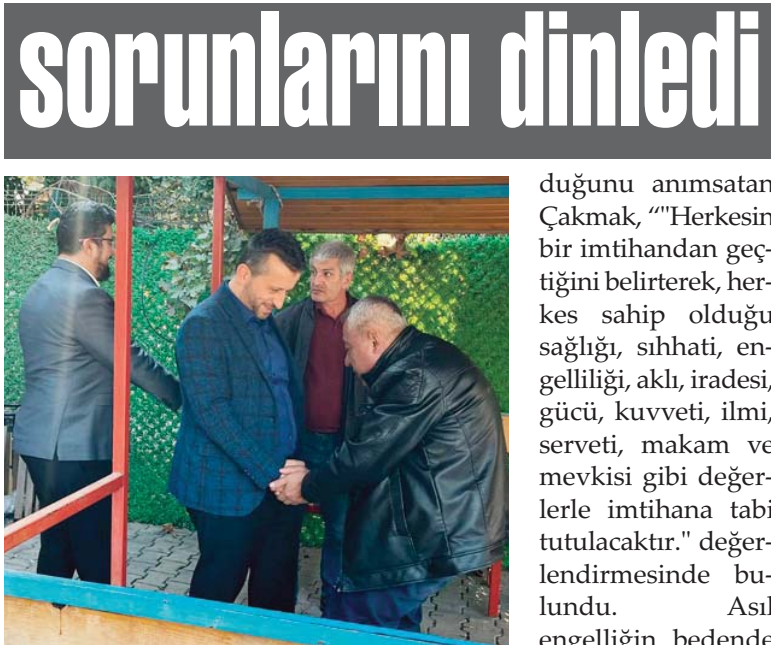 sorunlarını dinledi
duğunu anımsatan
Çakmak, “"Herkesin
bir imtihandan geç-
tiğini belirterek, her-
kes sahip olduğu
sağlığı, sıhhati, en-
gelliliği, aklı, iradesi,
gücü, kuvveti, ilmi,
serveti, makam ve
mevkisi gibi değer-
lerle imtihana tabi
tutulacaktır." değer-
lendirmesinde bu-
lundu. Asıl
engelliğin bedende